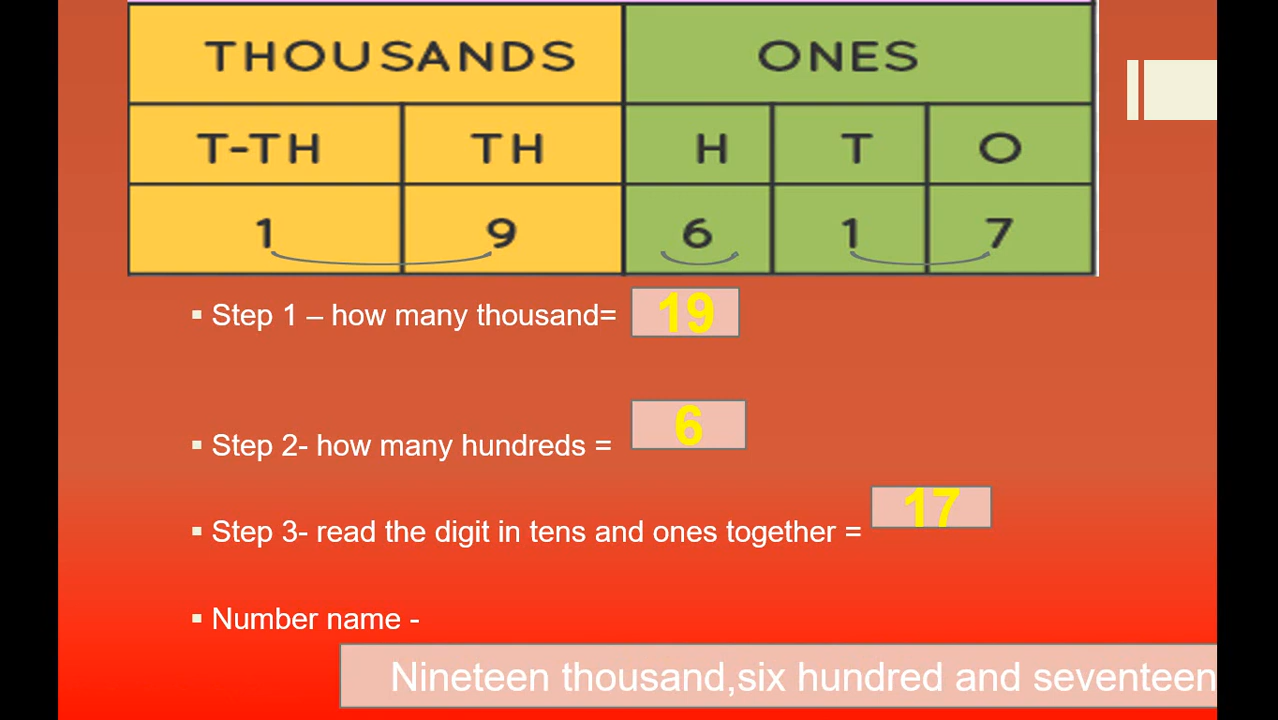 THOUSANDS ONES
T-TH TH H T O
1 9 6 1 7
▪ Step 1 – how many thousand= 19
▪ Step 2- how many hundreds = 6
▪ Step 3- read the digit in tens and ones together = 17
▪ Number name -
Nineteen thousand,six hundred and seventeen